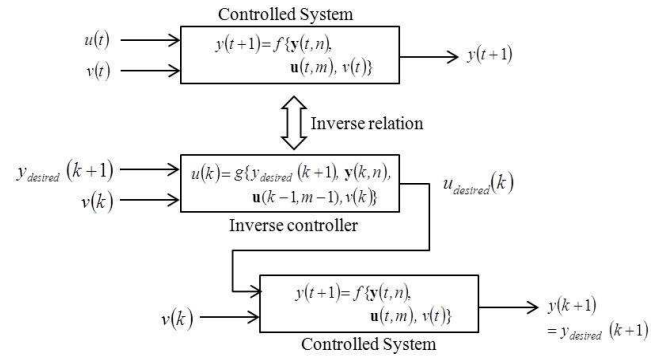 Controlled System
u(t)
v(t)
y(t+1)=f{y(t,n),
u(t,m), v(t)}
y(t+1)
Inverse relation
y_desired (k+1)
v(k)
u(k)=g{y_desired (k+1), y(k,n),
u(k-1,m-1),v(k)}
u_desired(k)
Inverse controller
v(k)
y(t+1)=f{y(t,n),
u(t,m), v(t)}
y(k+1)
=y_desired (k+1)
Controlled System